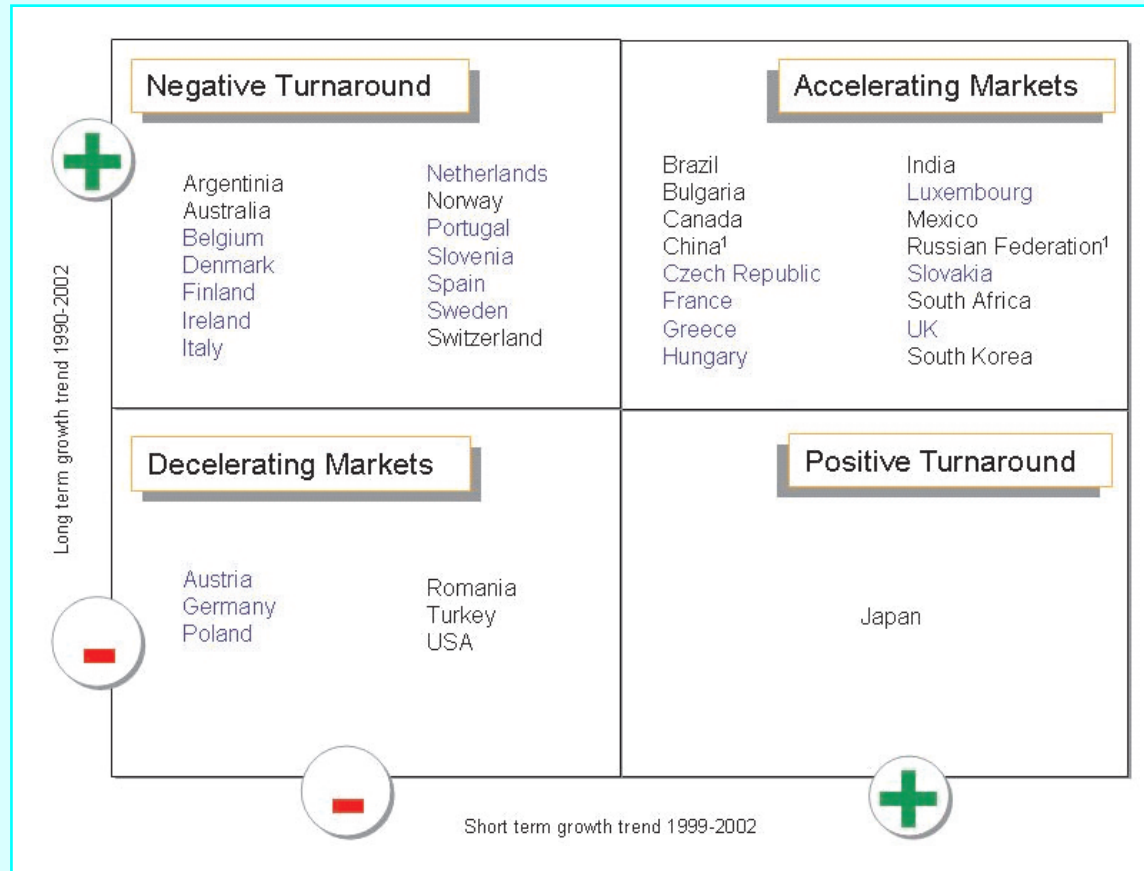 Negative Turnaround
Argentinia
Australia
Belgium
Denmark
Finland
Ireland
Italy
Netherlands
Norway
Portugal
Slovenia
Spain
Sweden
Switzerland
Accelerating Markets
Brazil
Bulgaria
Canada
China¹
Czech Republic
France
Greece
Hungary
India
Luxembourg
Mexico
Russian Federation¹
Slovakia
South Africa
UK
South Korea
Long term growth trend 1990-2002
Decelerating Markets
Austria
Germany
Poland
Romania
Turkey
USA
Positive Turnaround
Japan
Short term growth trend 1999-2002